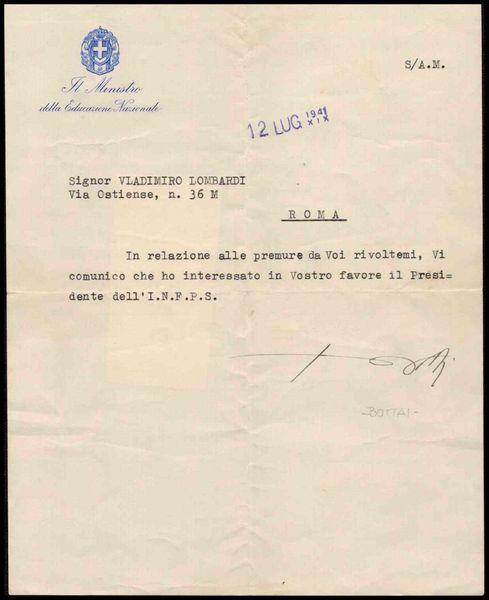 Il Ministro
della Educazione Nazionale
S/A.M.
12 LUG 1941
XIX
Signor VLADIMIRO LOMBARDI
Via Ostiense, n. 36 M
ROMA
In relazione alle premure da Voi rivoltemi, Vi
comunico che ho interessato in Vostro favore il Presi=
dente dell'I.N.F.P.S.
-BOTTAI-